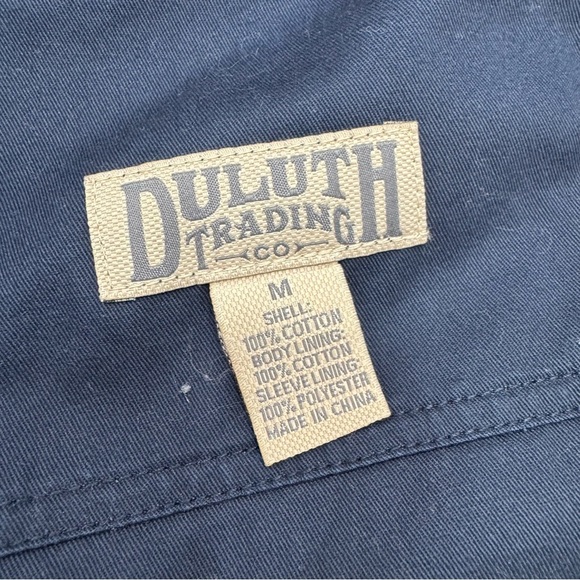 DULUTH
TRADING
CO
M
SHELL:
100% COTTON
BODY LINING:
100% COTTON
SLEEVE LINING:
100% POLYESTER
MADE IN CHINA